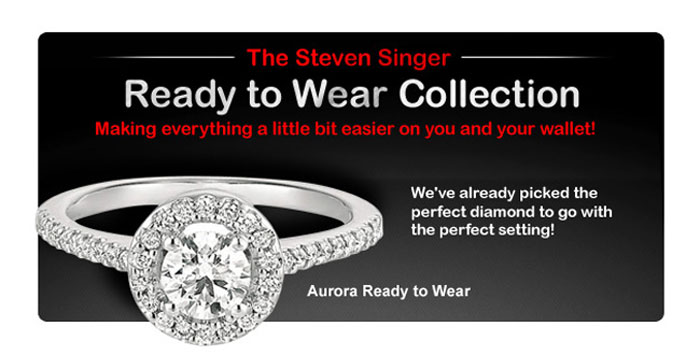 The Steven Singer
Ready to Wear Collection
Making everything a little bit easier on you and your wallet!
We've already picked the
perfect diamond to go with
the perfect setting!
Aurora Ready to Wear